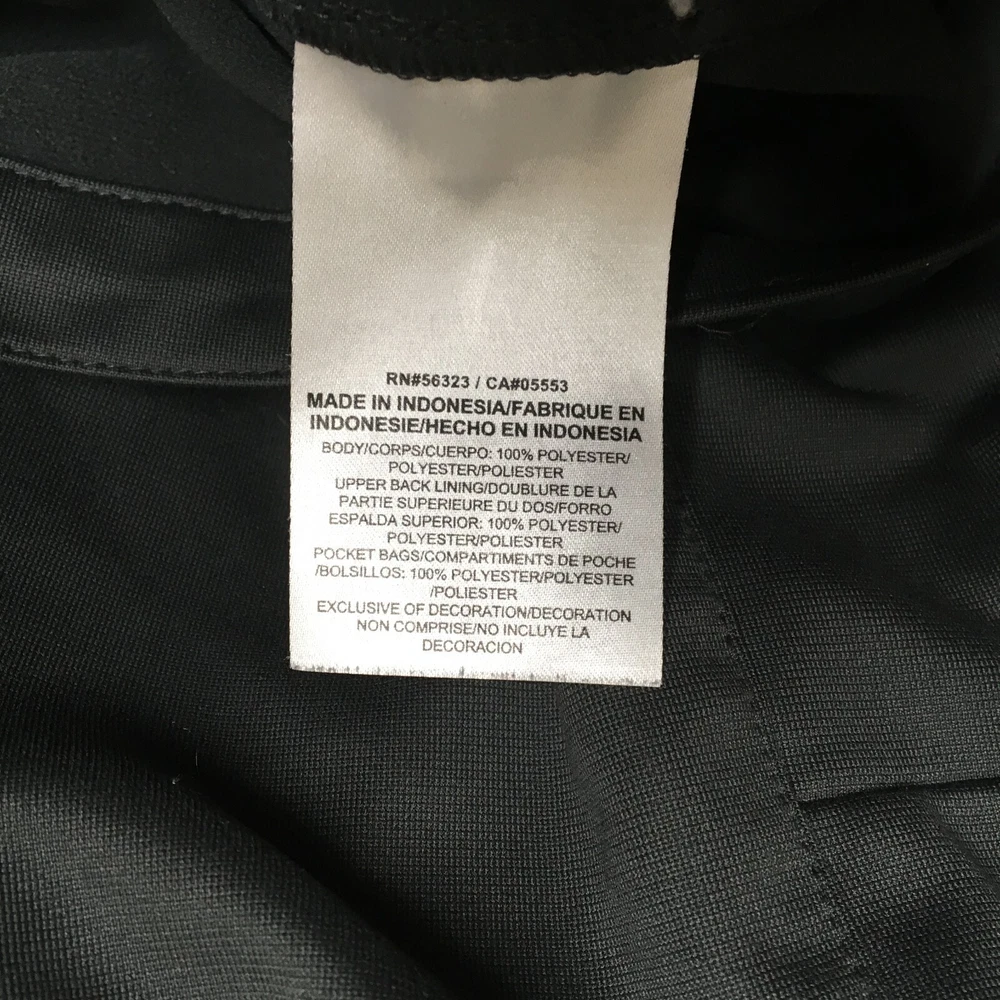 RN#56323 / CA#05553
MADE IN INDONESIA/FABRIQUE EN
INDONESIE/HECHO EN INDONESIA
BODY/CORPS/CUERPO: 100% POLYESTER/
POLYESTER/POLIESTER
UPPER BACK LINING/DOUBLURE DE LA
PARTIE SUPERIEURE DU DOS/FORRO
ESPALDA SUPERIOR: 100% POLYESTER/
POLYESTER/POLIESTER
POCKET BAGS/COMPARTIMENTS DE POCHE
/BOLSILLOS: 100% POLYESTER/POLYESTER
/POLIESTER
EXCLUSIVE OF DECORATION/DECORATION
NON COMPRISE/NO INCLUYE LA
DECORACION